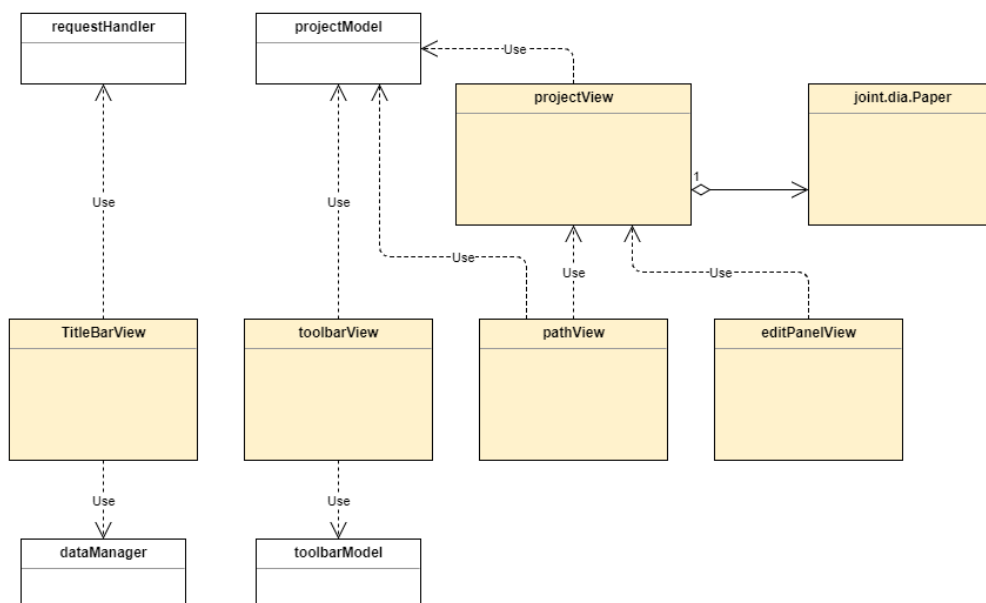 requestHandler
projectModel
Use
projectView
joint.dia.Paper
1
Use
Use
Use
Use
Use
TitleBarView
toolbarView
pathView
editPanelView
Use
Use
dataManager
toolbarModel